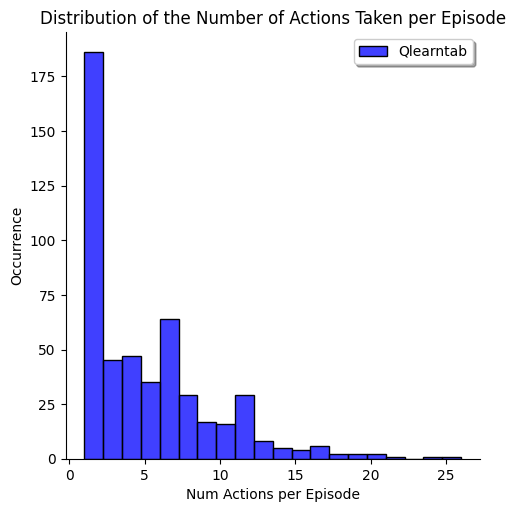 Distribution of the Number of Actions Taken per Episode
Qlearntab
175
150
125
100
75
50
25
0
Occurrence
0 5 10 15 20 25
Num Actions per Episode